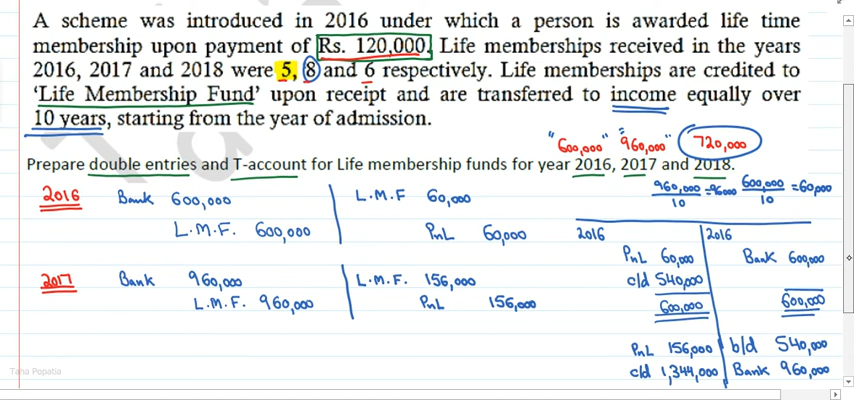 A scheme was introduced in 2016 under which a person is awarded life time
membership upon payment of Rs. 120,000. Life memberships received in the years
2016, 2017 and 2018 were 5, 8 and 6 respectively. Life memberships are credited to
‘Life Membership Fund’ upon receipt and are transferred to income equally over
10 years, starting from the year of admission.
"600,000" "960,000" 720,000
Prepare double entries and T-account for Life membership funds for year 2016, 2017 and 2018.
960,000/10 = 96000 600,000/10 = 60,000
2016 Bank 600,000 L.M.F 60,000
L.M.F. 600,000 PnL 60,000
2016 2016
PnL 60,000 Bank 600,000
c/d 540,000
600,000 600,000
2017 Bank 960,000 L.M.F. 156,000
L.M.F. 960,000 PnL 156,000
PnL 156,000 b/d 540,000
c/d 1,344,000 Bank 960,000
Taha Popatia